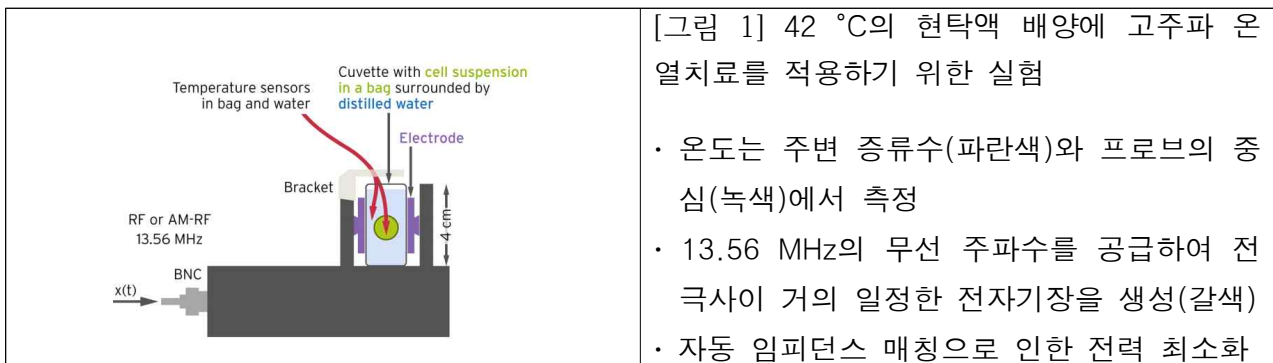 Temperature sensors
in bag and water
Cuvette with cell suspension
in a bag surrounded by
distilled water
Electrode
Bracket
4 cm
RF or AM-RF
13.56 MHz
BNC
x(t)
[그림 1] 42 °C의 현탁액 배양에 고주파 온
열치료를 적용하기 위한 실험
· 온도는 주변 증류수(파란색)와 프로브의 중
심(녹색)에서 측정
· 13.56 MHz의 무선 주파수를 공급하여 전
극사이 거의 일정한 전자기장을 생성(갈색)
· 자동 임피던스 매칭으로 인한 전력 최소화